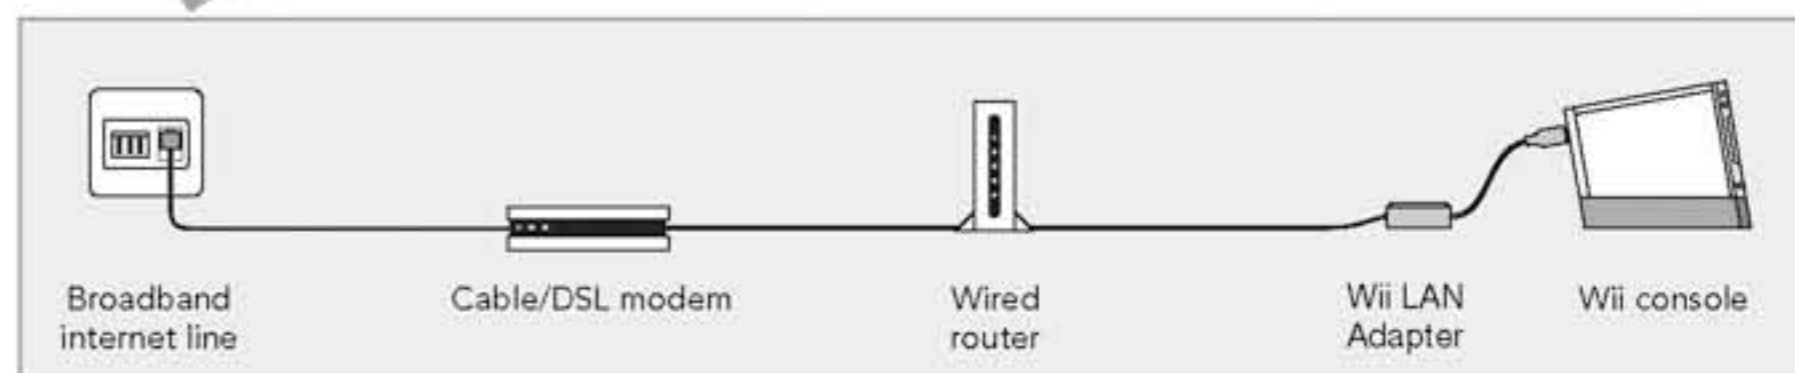 Broadband
internet line
Cable/DSL modem
Wired
router
Wii LAN
Adapter
Wii console